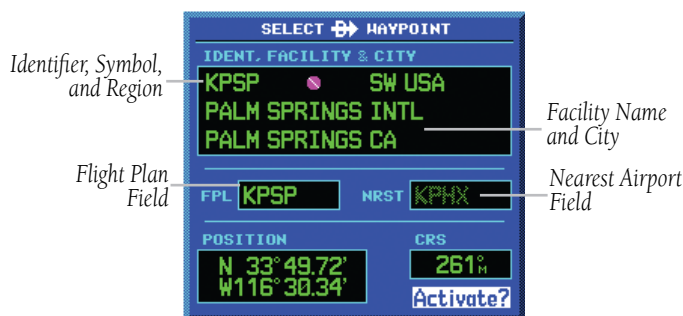 SELECT D WAYPOINT
IDENT, FACILITY & CITY
Identifier, Symbol,
and Region
KPSP SW USA
PALM SPRINGS INTL
PALM SPRINGS CA
Facility Name
and City
Flight Plan
Field
FPL KPSP NRST KPHX
Nearest Airport
Field
POSITION CRS
N 33°49.72' 261°M
W116°30.34'
Activate?